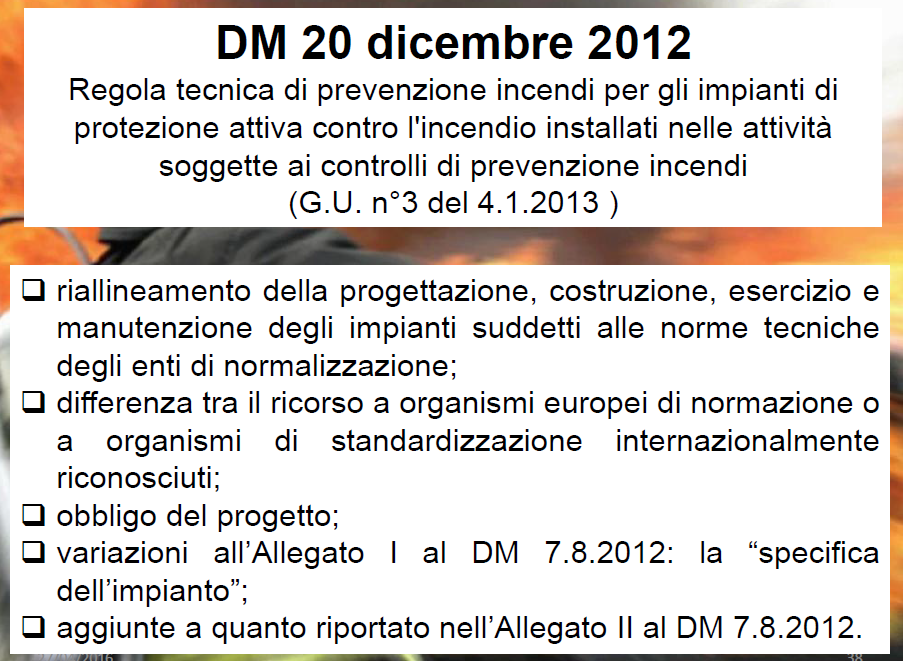 DM 20 dicembre 2012
Regola tecnica di prevenzione incendi per gli impianti di
protezione attiva contro l'incendio installati nelle attività
soggette ai controlli di prevenzione incendi
(G.U. n°3 del 4.1.2013 )
❑ riallineamento della progettazione, costruzione, esercizio e
manutenzione degli impianti suddetti alle norme tecniche
degli enti di normalizzazione;
❑ differenza tra il ricorso a organismi europei di normazione o
a organismi di standardizzazione internazionalmente
riconosciuti;
❑ obbligo del progetto;
❑ variazioni all’Allegato I al DM 7.8.2012: la “specifica
dell’impianto”;
❑ aggiunte a quanto riportato nell’Allegato II al DM 7.8.2012.
38